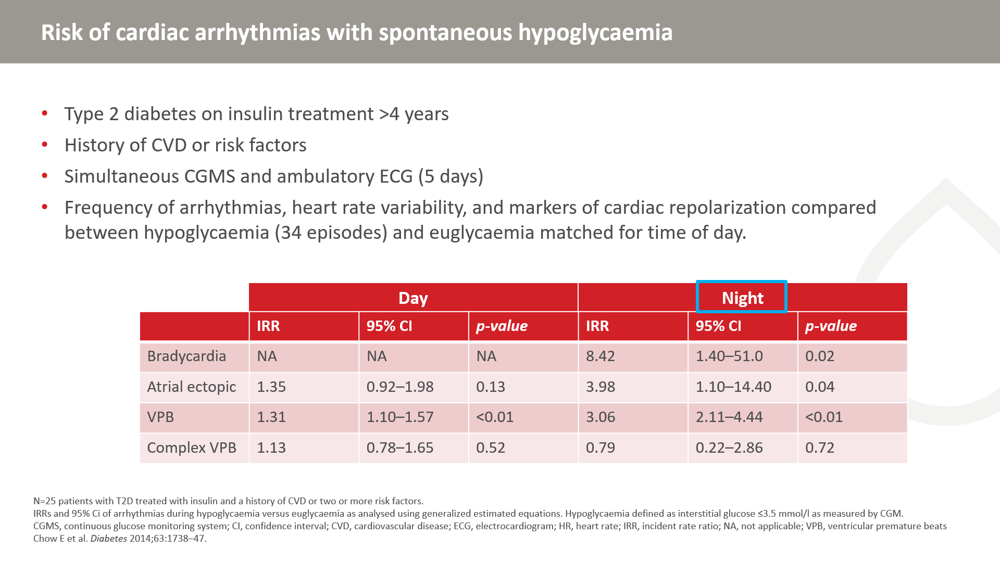 Risk of cardiac arrhythmias with spontaneous hypoglycaemia
• Type 2 diabetes on insulin treatment >4 years
• History of CVD or risk factors
• Simultaneous CGMS and ambulatory ECG (5 days)
• Frequency of arrhythmias, heart rate variability, and markers of cardiac repolarization compared
between hypoglycaemia (34 episodes) and euglycaemia matched for time of day.
Day Night
IRR 95% CI p-value IRR 95% CI p-value
Bradycardia NA NA NA 8.42 1.40–51.0 0.02
Atrial ectopic 1.35 0.92–1.98 0.13 3.98 1.10–14.40 0.04
VPB 1.31 1.10–1.57 <0.01 3.06 2.11–4.44 <0.01
Complex VPB 1.13 0.78–1.65 0.52 0.79 0.22–2.86 0.72
N=25 patients with T2D treated with insulin and a history of CVD or two or more risk factors.
IRRs and 95% Ci of arrhythmias during hypoglycaemia versus euglycaemia as analysed using generalized estimated equations. Hypoglycaemia defined as interstitial glucose ≤3.5 mmol/l as measured by CGM.
CGMS, continuous glucose monitoring system; CI, confidence interval; CVD, cardiovascular disease; ECG, electrocardiogram; HR, heart rate; IRR, incident rate ratio; NA, not applicable; VPB, ventricular premature beats
Chow E et al. Diabetes 2014;63:1738–47.